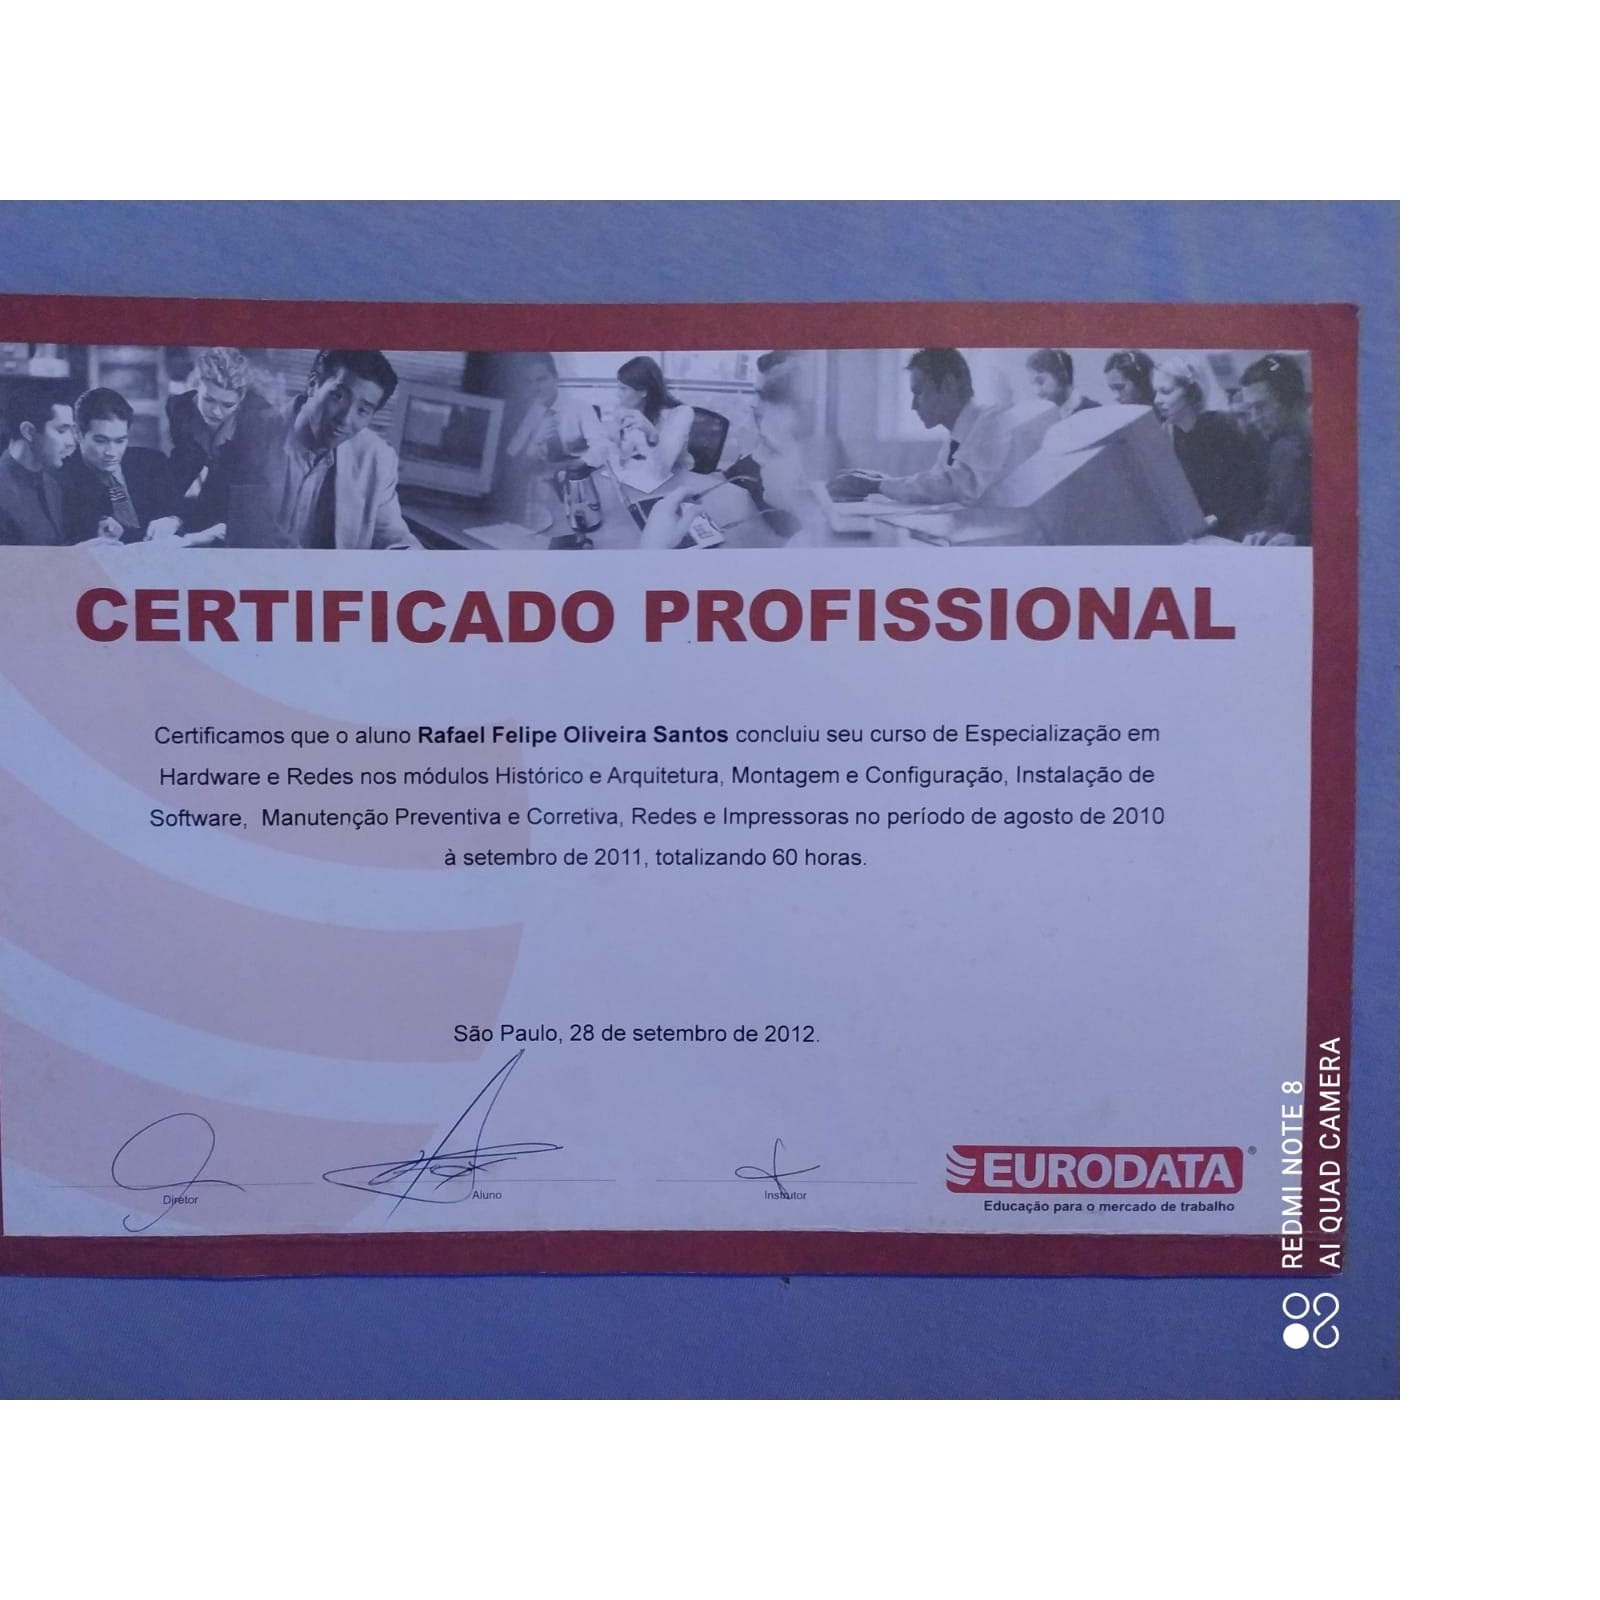 CERTIFICADO PROFISSIONAL
Certificamos que o aluno Rafael Felipe Oliveira Santos concluiu seu curso de Especialização em
Hardware e Redes nos módulos Histórico e Arquitetura, Montagem e Configuração, Instalação de
Software, Manutenção Preventiva e Corretiva, Redes e Impressoras no período de agosto de 2010
à setembro de 2011, totalizando 60 horas.
São Paulo, 28 de setembro de 2012.
Diretor
Aluno
Instrutor
EURODATA®
Educação para o mercado de trabalho
REDMI NOTE 8
AI QUAD CAMERA